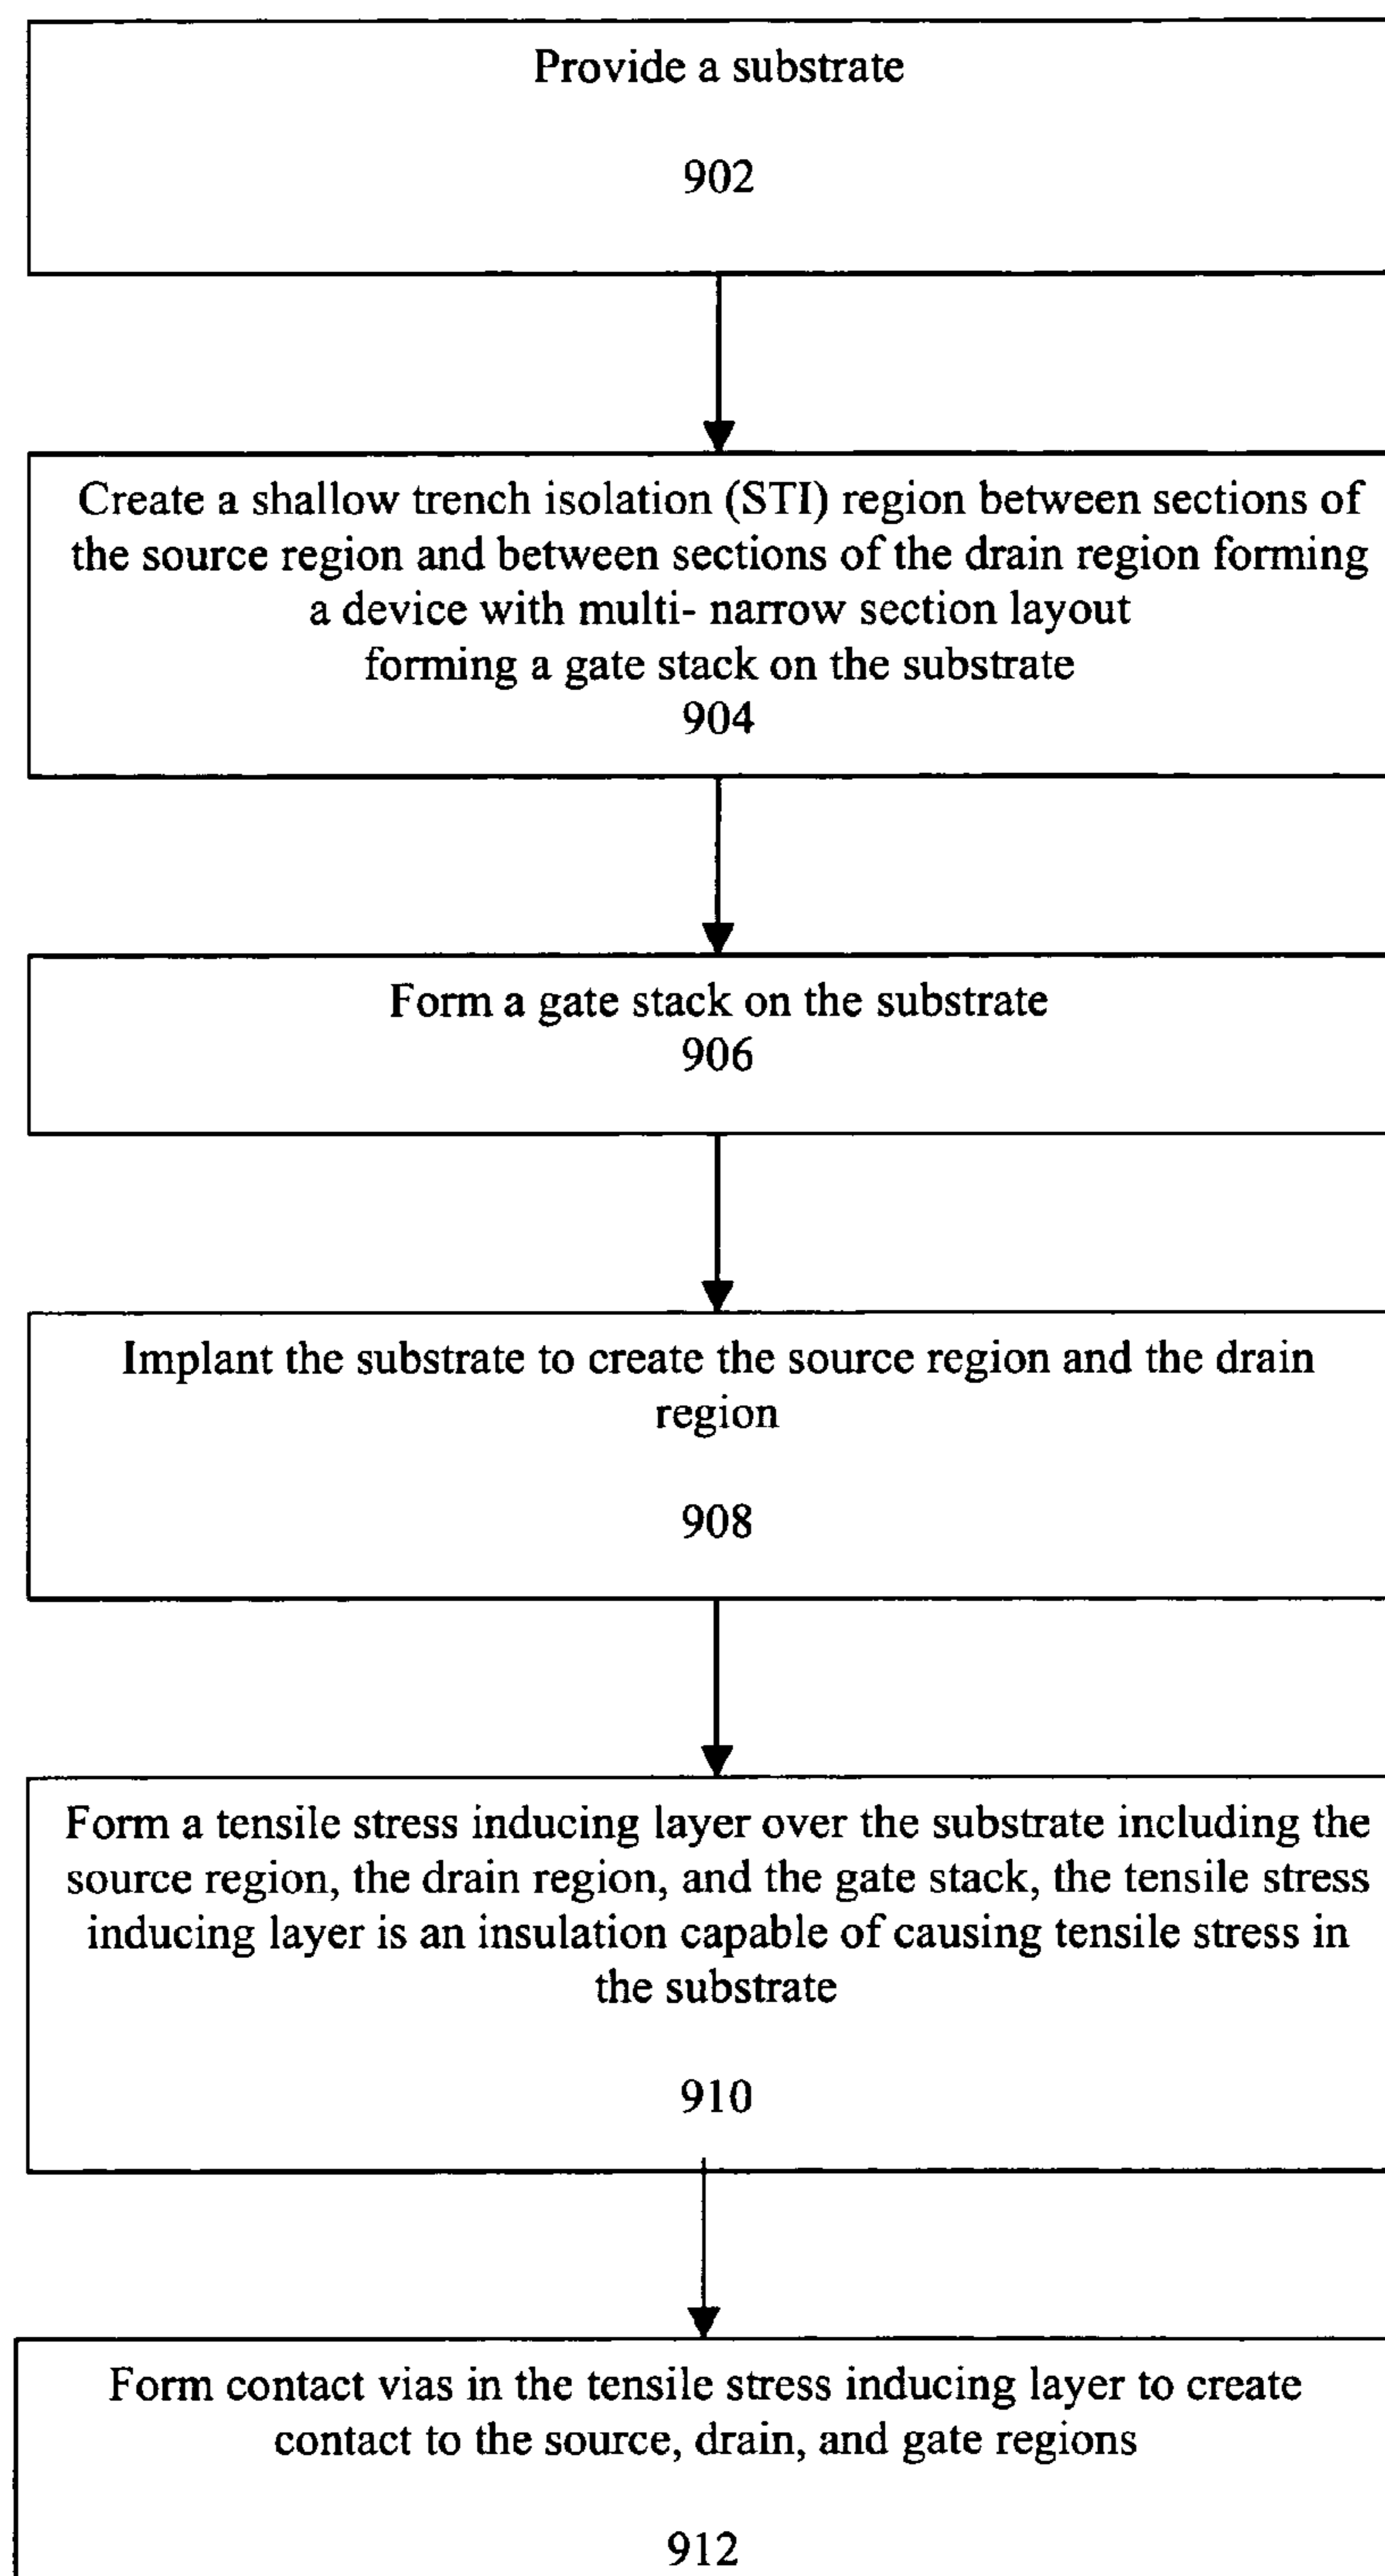 Provide a substrate
902
Create a shallow trench isolation (STI) region between sections of
the source region and between sections of the drain region forming
a device with multi- narrow section layout
forming a gate stack on the substrate
904
Form a gate stack on the substrate
906
Implant the substrate to create the source region and the drain
region
908
Form a tensile stress inducing layer over the substrate including the
source region, the drain region, and the gate stack, the tensile stress
inducing layer is an insulation capable of causing tensile stress in
the substrate
910
Form contact vias in the tensile stress inducing layer to create
contact to the source, drain, and gate regions
912